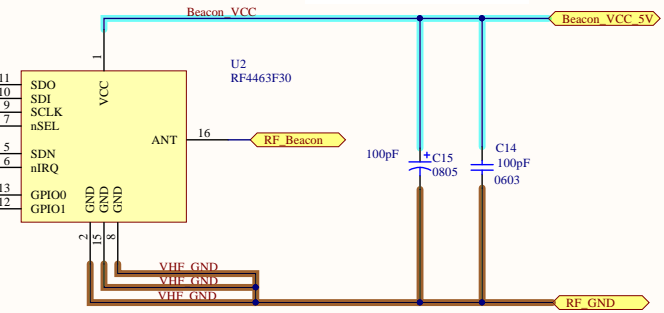 Beacon_VCC
Beacon_VCC_5V
1
U2
RF4463F30
VCC
11 SDO
10 SDI
9 SCLK
7 nSEL
ANT 16 RF_Beacon
5 SDN
6 nIRQ
13 GPIO0
12 GPIO1
GND GND GND
2 15 8
100pF + C15
0805
C14
100pF
0603
VHF_GND
VHF_GND
VHF_GND
RF_GND